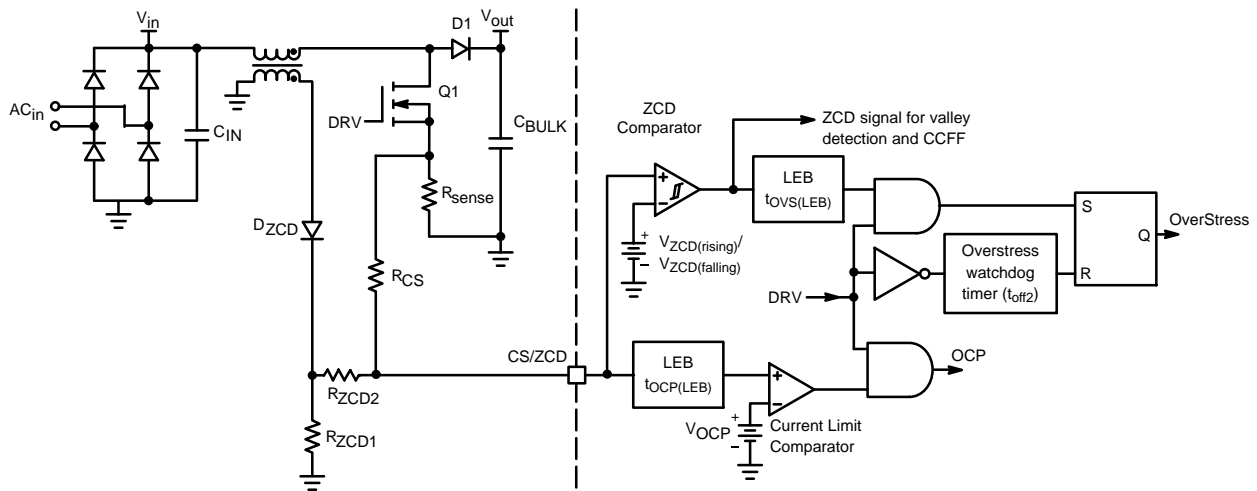 Vin
D1
Vout
ACin
CIN
DRV
Q1
CBULK
Rsense
DZCD
RCS
CS/ZCD
RZCD2
RZCD1
ZCD
Comparator
ZCD signal for valley
detection and CCFF
+
−
LEB
tOVS(LEB)
+
−
VZCD(rising)/
VZCD(falling)
S
Q
R
OverStress
Overstress
watchdog
timer (toff2)
DRV
LEB
tOCP(LEB)
+
−
OCP
VOCP
+
−
Current Limit
Comparator